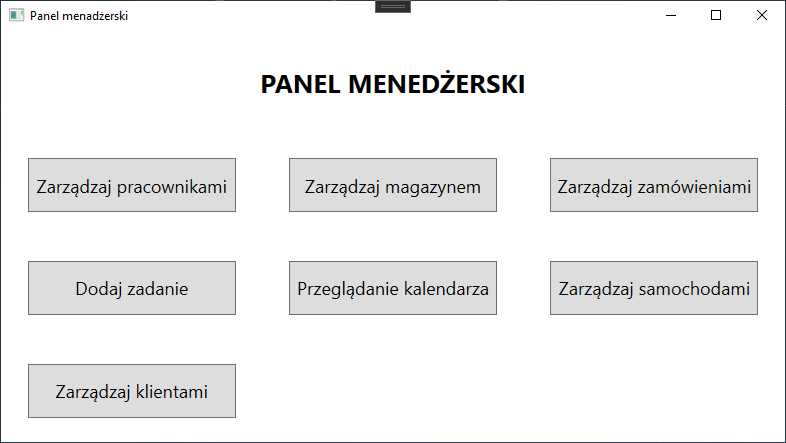 Panel menadżerski
PANEL MENEDŻERSKI
Zarządzaj pracownikami
Zarządzaj magazynem
Zarządzaj zamówieniami
Dodaj zadanie
Przeglądanie kalendarza
Zarządzaj samochodami
Zarządzaj klientami